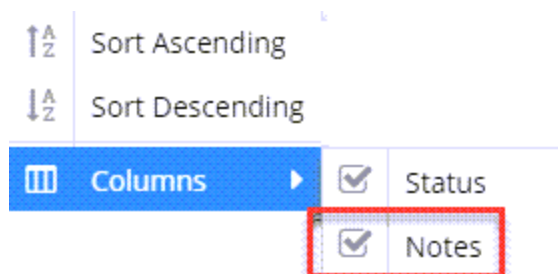 Sort Ascending
Sort Descending
Columns
Status
Notes